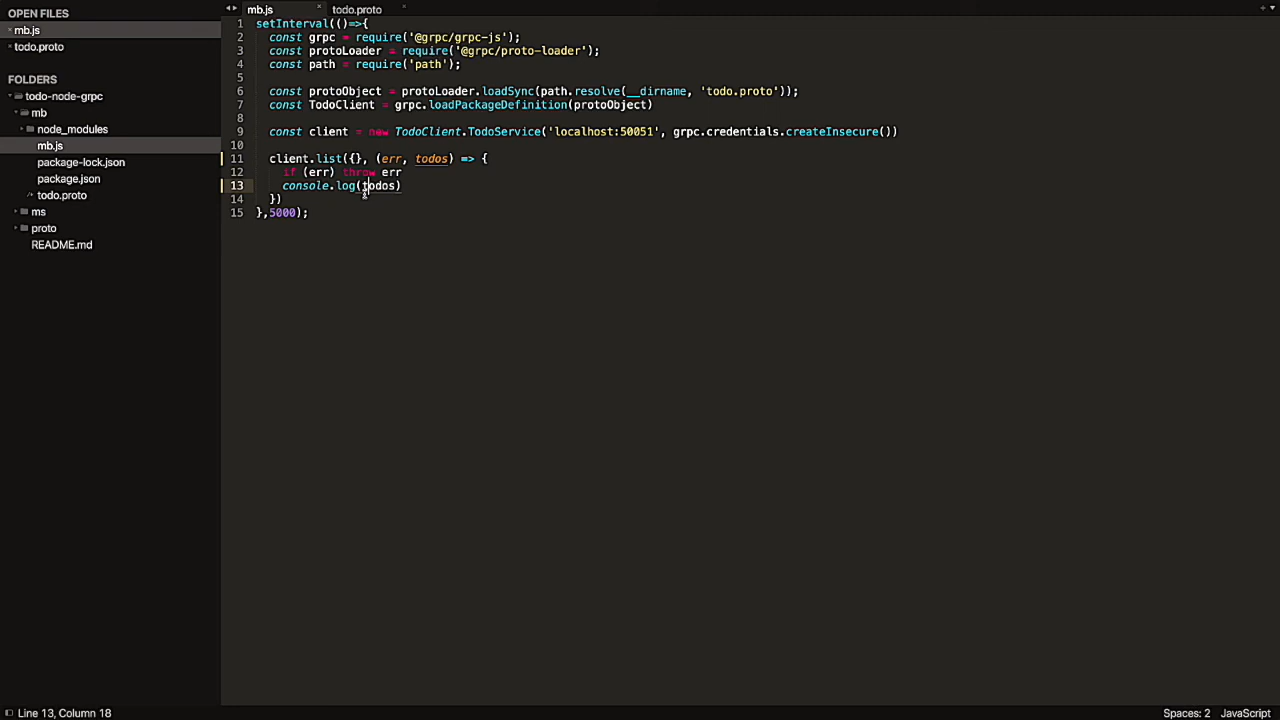 OPEN FILES
mb.js
todo.proto
FOLDERS
todo-node-grpc
mb
node_modules
mb.js
package-lock.json
package.json
todo.proto
ms
proto
README.md
mb.js
todo.proto
1 setInterval(()=>{
2 const grpc = require('@grpc/grpc-js');
3 const protoLoader = require('@grpc/proto-loader');
4 const path = require('path');
5
6 const protoObject = protoLoader.loadSync(path.resolve(__dirname, 'todo.proto'));
7 const TodoClient = grpc.loadPackageDefinition(protoObject)
8
9 const client = new TodoClient.TodoService('localhost:50051', grpc.credentials.createInsecure())
10
11 client.list({}, (err, todos) => {
12 if (err) throw err
13 console.log(todos)
14 })
15 },5000);
Line 13, Column 18
Spaces: 2 JavaScript